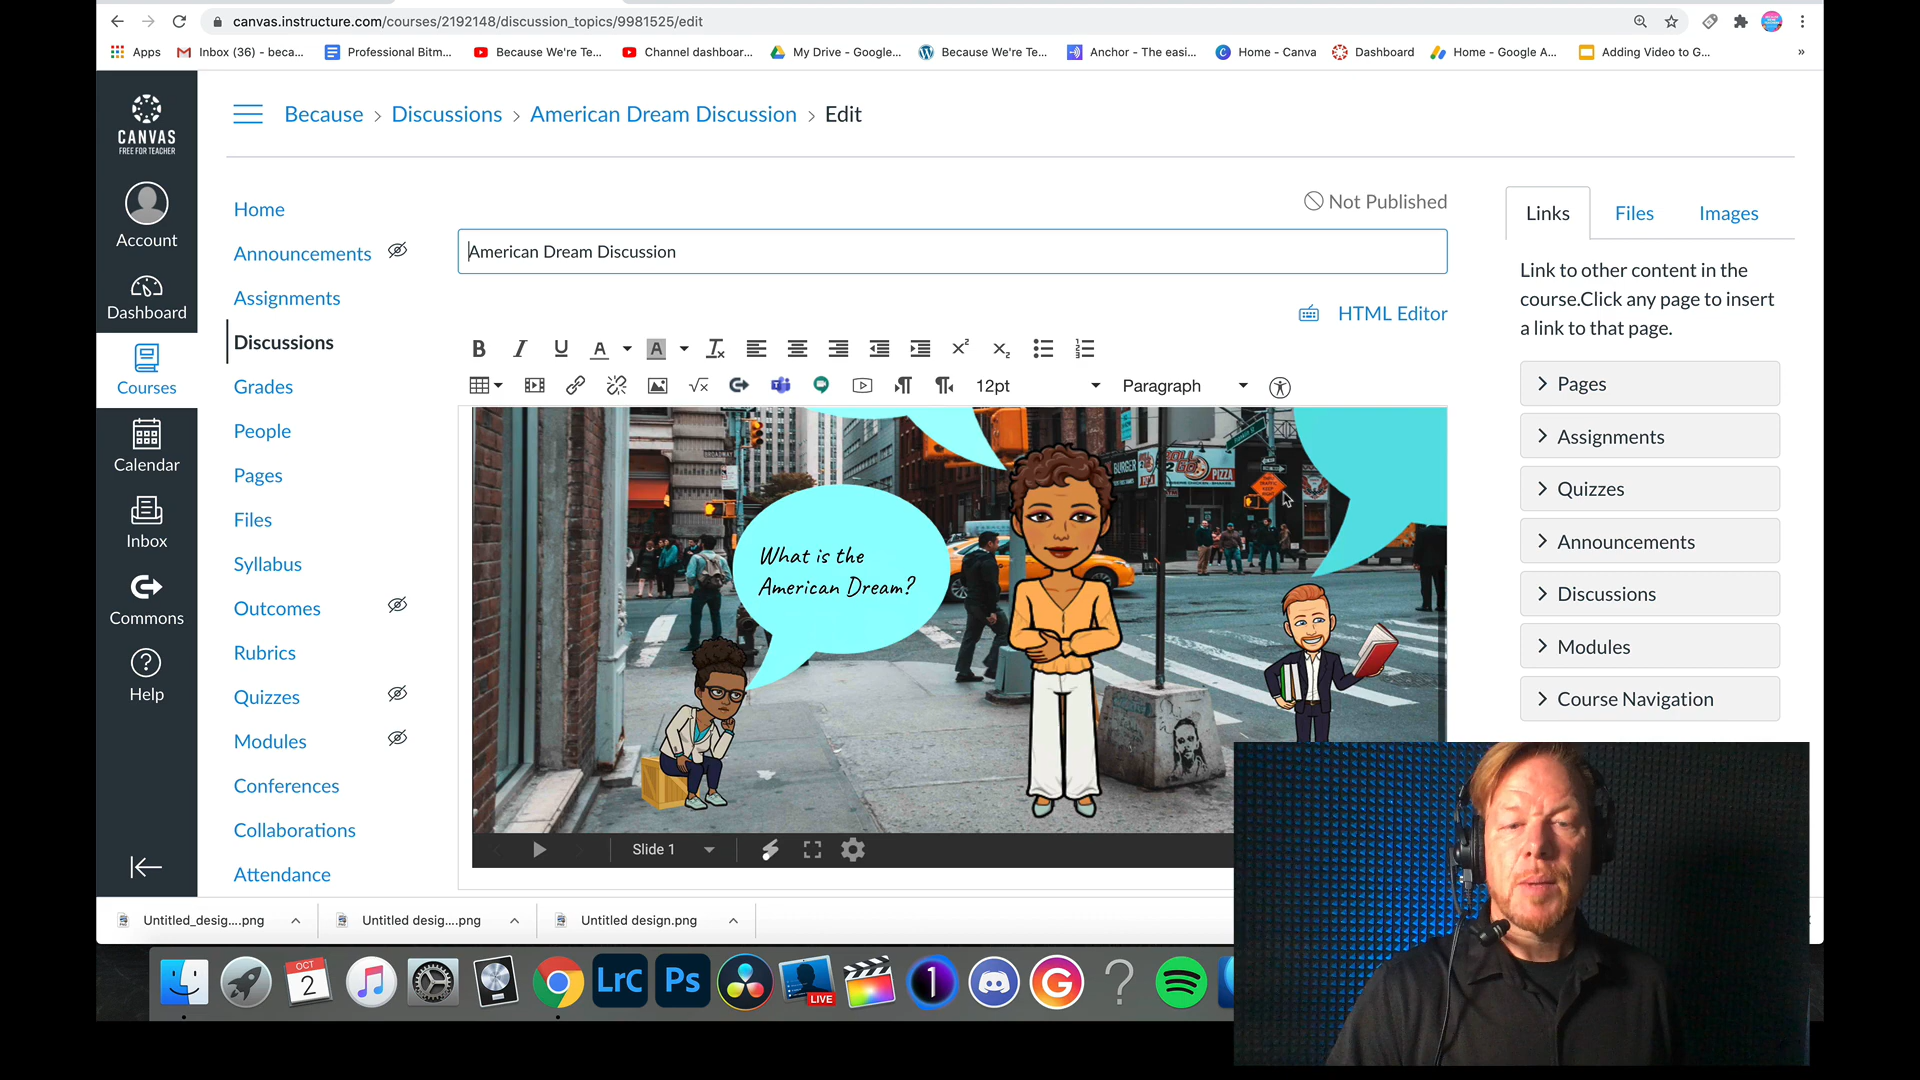 canvas.instructure.com/courses/2192148/discussion_topics/9981525/edit
Apps
Inbox (36) - beca...
Professional Bitm...
Because We're Te...
Channel dashboar...
My Drive - Google...
Because We're Te...
Anchor - The easi...
Home - Canva
Dashboard
Home - Google A...
Adding Video to G...
»
CANVAS
FREE FOR TEACHER
Account
Dashboard
Courses
Calendar
Inbox
Commons
Help
Because > Discussions > American Dream Discussion > Edit
Home
Announcements
Assignments
Discussions
Grades
People
Pages
Files
Syllabus
Outcomes
Rubrics
Quizzes
Modules
Conferences
Collaborations
Attendance
Not Published
American Dream Discussion
HTML Editor
12pt
Paragraph
BROADWAY
BURGER
PIZZA
What is the
American Dream?
Slide 1
Links
Files
Images
Link to other content in the
course.Click any page to insert
a link to that page.
Pages
Assignments
Quizzes
Announcements
Discussions
Modules
Course Navigation
Untitled_desig....png
Untitled desig....png
Untitled design.png
OCT
2
LrC
Ps
LIVE
1
G
?